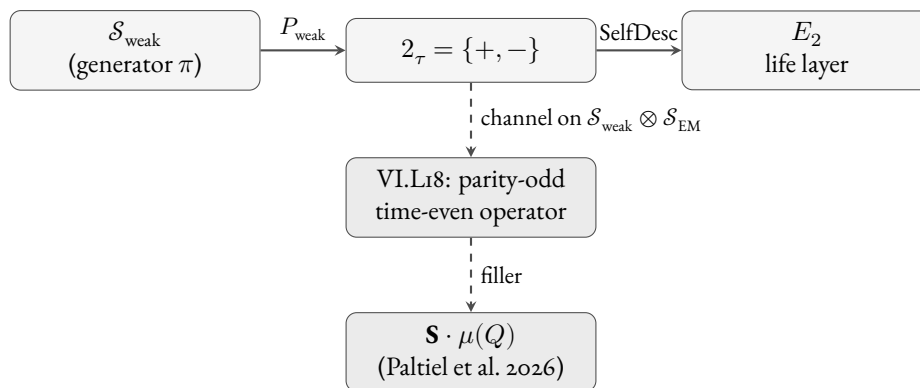 𝒮_weak
(generator π)
P_weak
2_τ = {+, −}
SelfDesc
E_2
life layer
channel on 𝒮_weak ⊗ 𝒮_EM
VI.L18: parity-odd
time-even operator
filler
𝐒 · μ(Q)
(Paltiel et al. 2026)